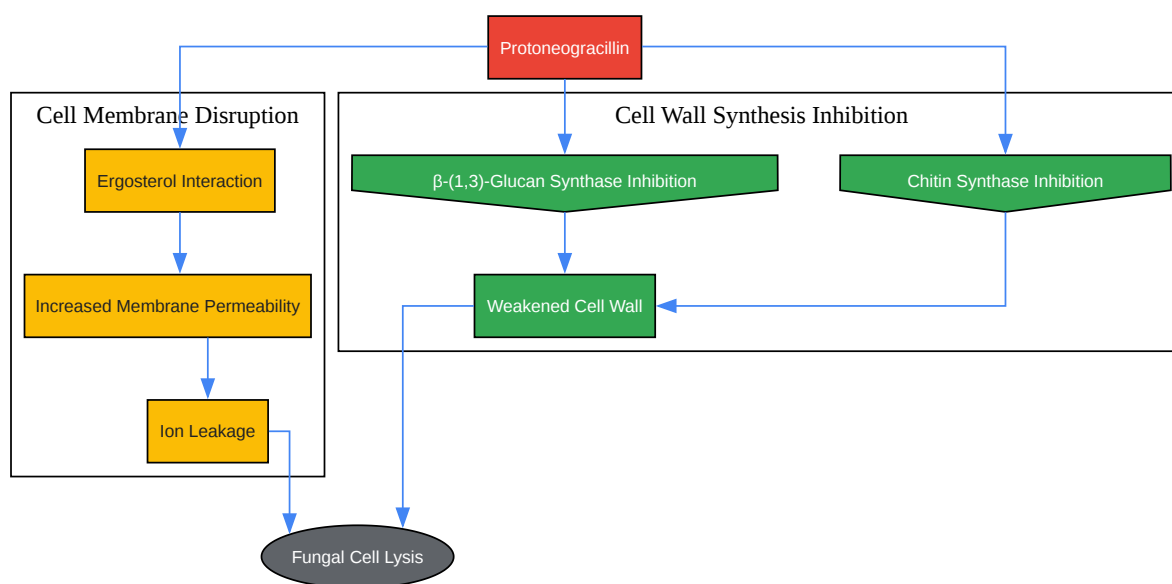 Protoneogracillin
Cell Membrane Disruption
Cell Wall Synthesis Inhibition
Ergosterol Interaction
β-(1,3)-Glucan Synthase Inhibition
Chitin Synthase Inhibition
Increased Membrane Permeability
Weakened Cell Wall
Ion Leakage
Fungal Cell Lysis